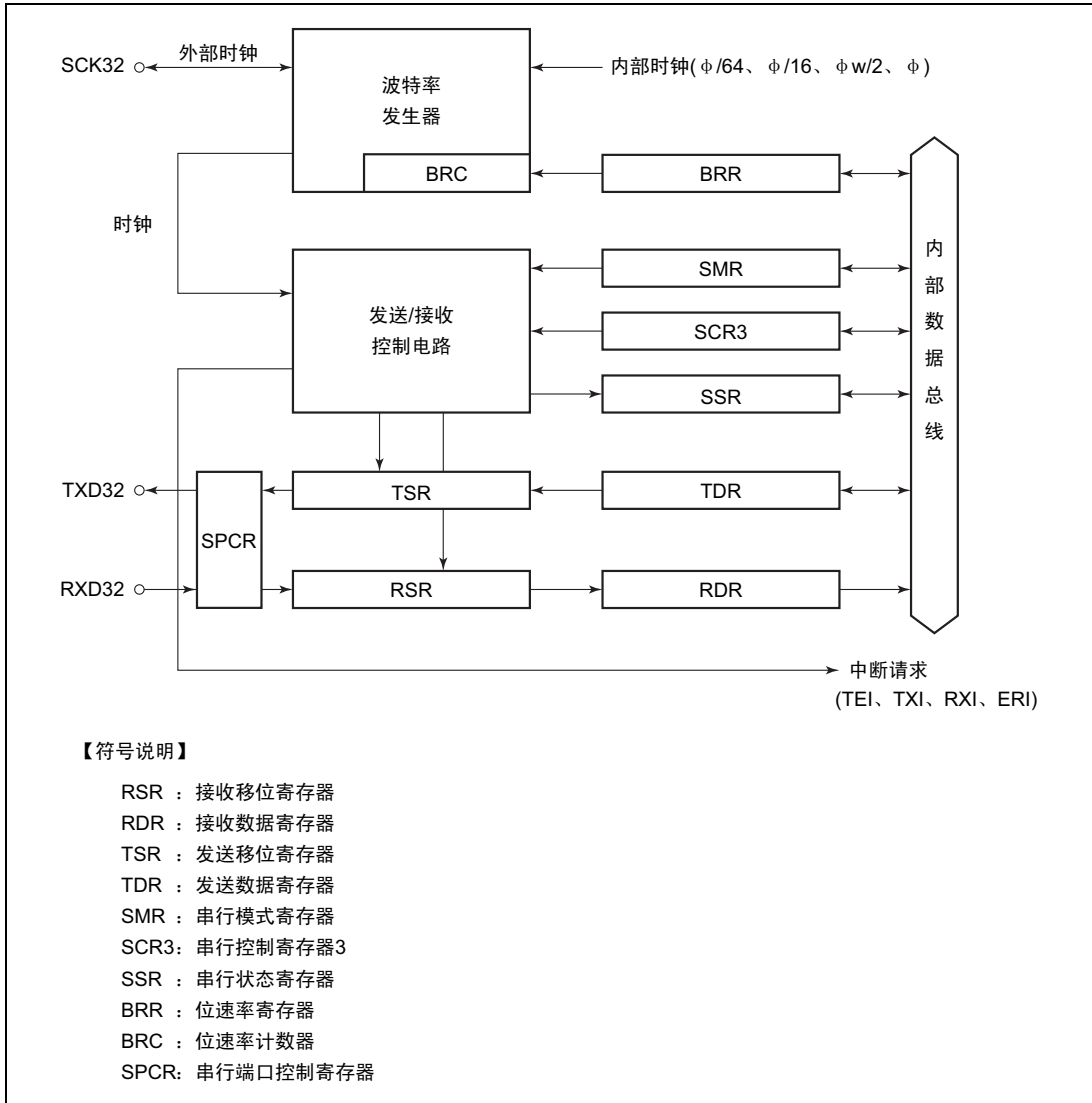 SCK32
外部时钟
波特率
发生器
内部时钟(φ/64、φ/16、φw/2、φ)
BRC
BRR
时钟
发送/接收
控制电路
SMR
SCR3
SSR
内部数据总线
TXD32
SPCR
TSR
TDR
RXD32
RSR
RDR
中断请求
(TEI、TXI、RXI、ERI)
【符号说明】
RSR ：接收移位寄存器
RDR ：接收数据寄存器
TSR ：发送移位寄存器
TDR ：发送数据寄存器
SMR ：串行模式寄存器
SCR3：串行控制寄存器3
SSR ：串行状态寄存器
BRR ：位速率寄存器
BRC ：位速率计数器
SPCR：串行端口控制寄存器